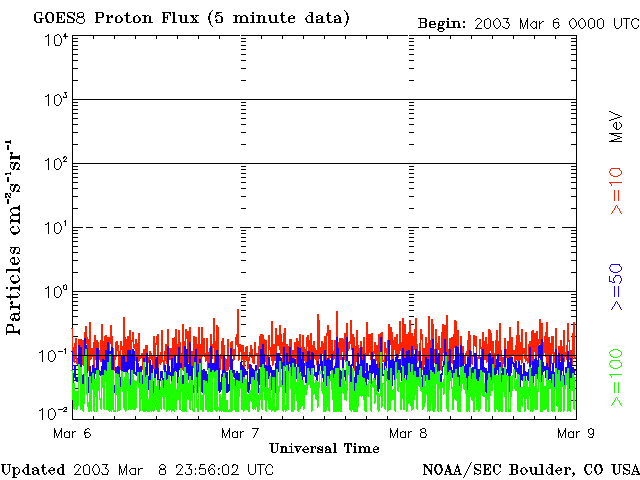 GOES8 Proton Flux (5 minute data)
Begin: 2003 Mar 6 0000 UTC
Particles cm⁻²s⁻¹sr⁻¹
10⁴
10³
10²
10¹
10⁰
10⁻¹
10⁻²
Mar 6
Mar 7
Mar 8
Mar 9
Universal Time
MeV
>=10
>=50
>=100
Updated 2003 Mar 8 23:56:02 UTC
NOAA/SEC Boulder, CO USA